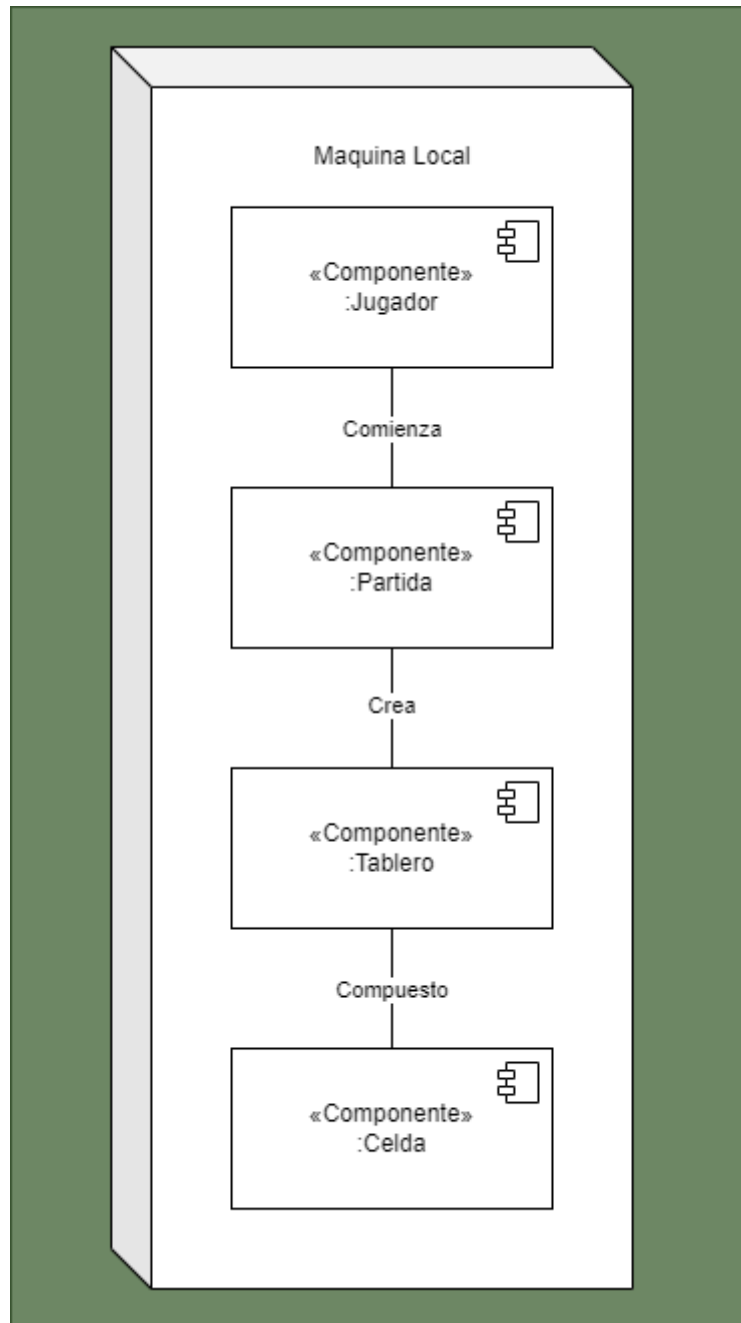 Maquina Local
«Componente»
:Jugador
Comienza
«Componente»
:Partida
Crea
«Componente»
:Tablero
Compuesto
«Componente»
:Celda